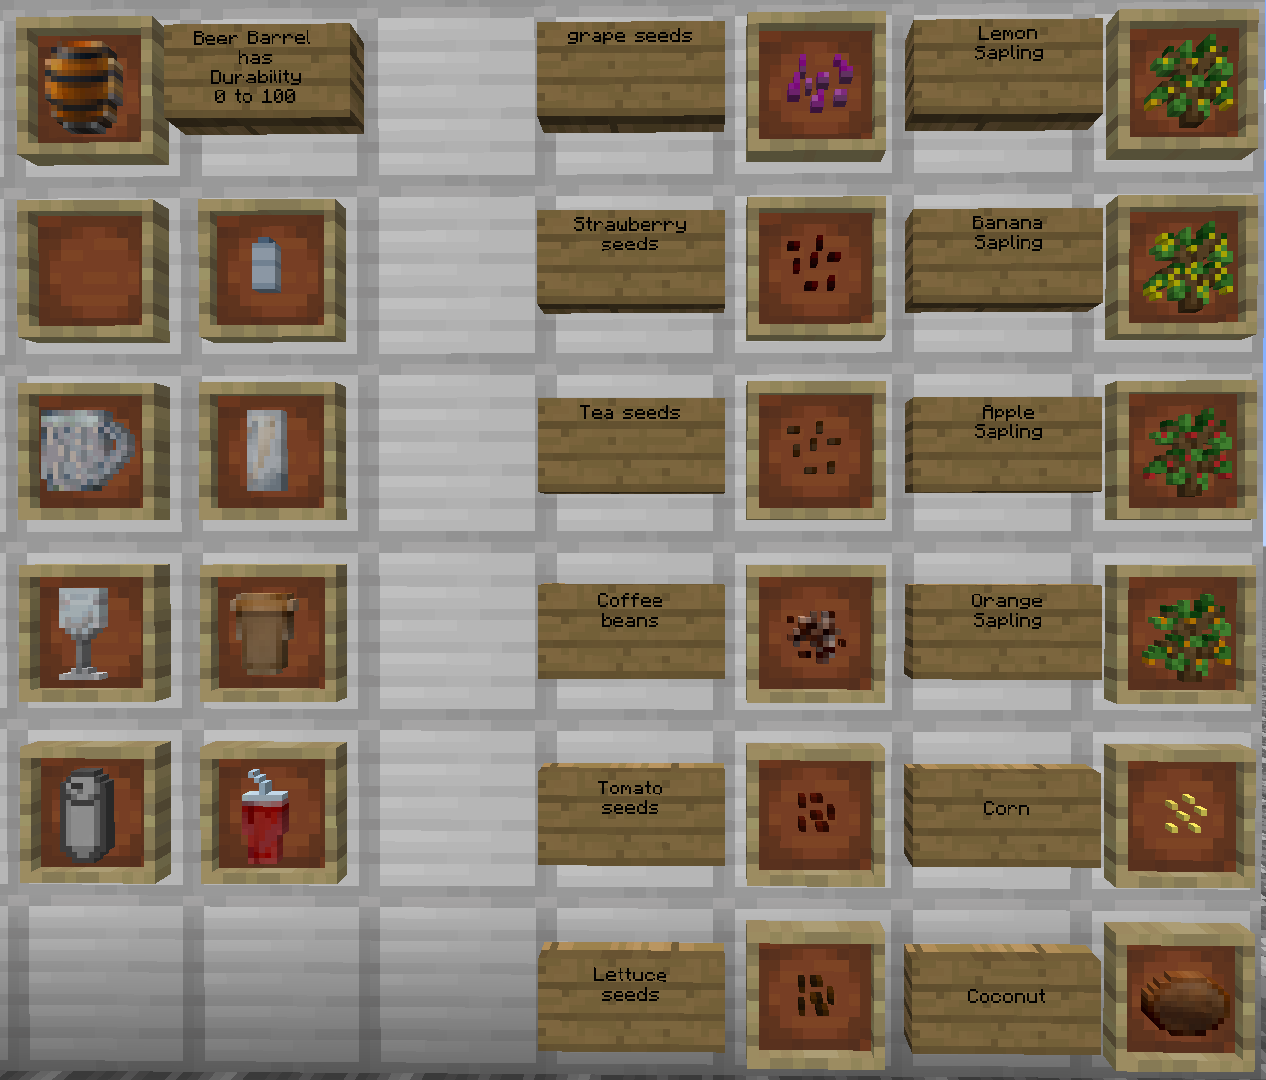 Beer Barrel
has
Durability
0 to 100
grape seeds
Lemon
Sapling
Strawberry
seeds
Banana
Sapling
Tea seeds
Apple
Sapling
Coffee
beans
Orange
Sapling
Tomato
seeds
Corn
Lettuce
seeds
Coconut